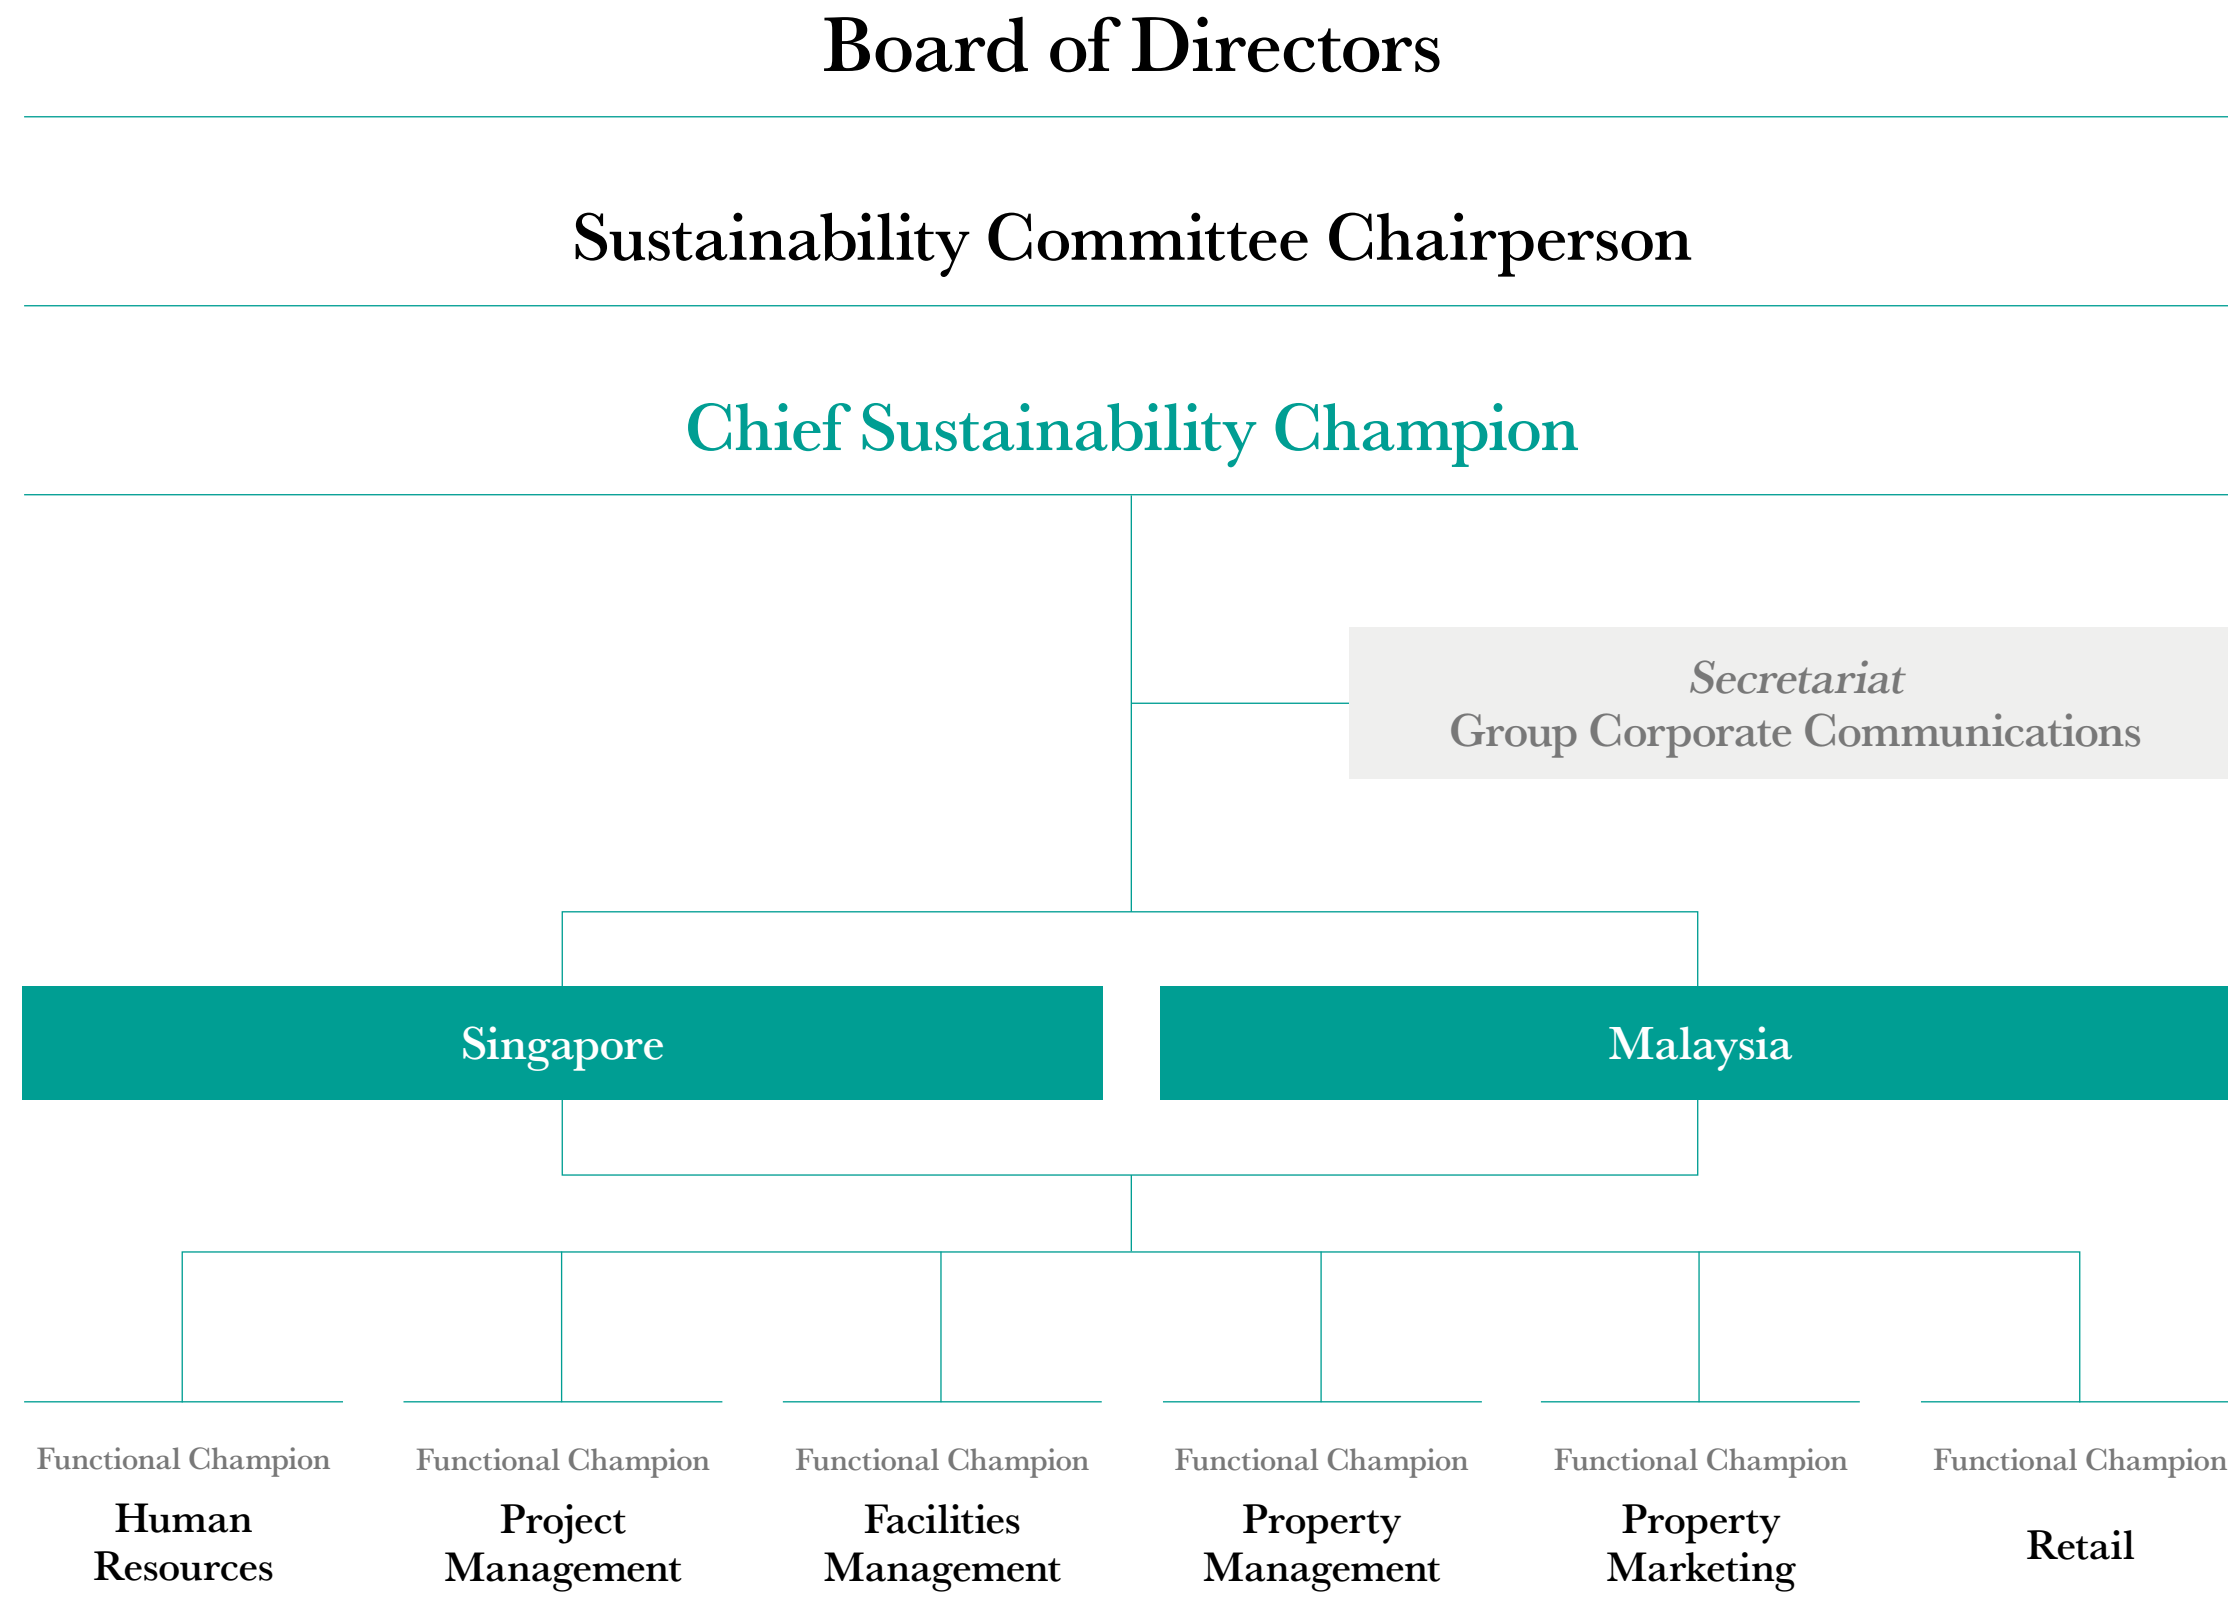 Board of Directors
Sustainability Committee Chairperson
Chief Sustainability Champion
Secretariat
Group Corporate Communications
Singapore
Malaysia
Functional Champion
Human
Resources
Functional Champion
Project
Management
Functional Champion
Facilities
Management
Functional Champion
Property
Management
Functional Champion
Property
Marketing
Functional Champion
Retail